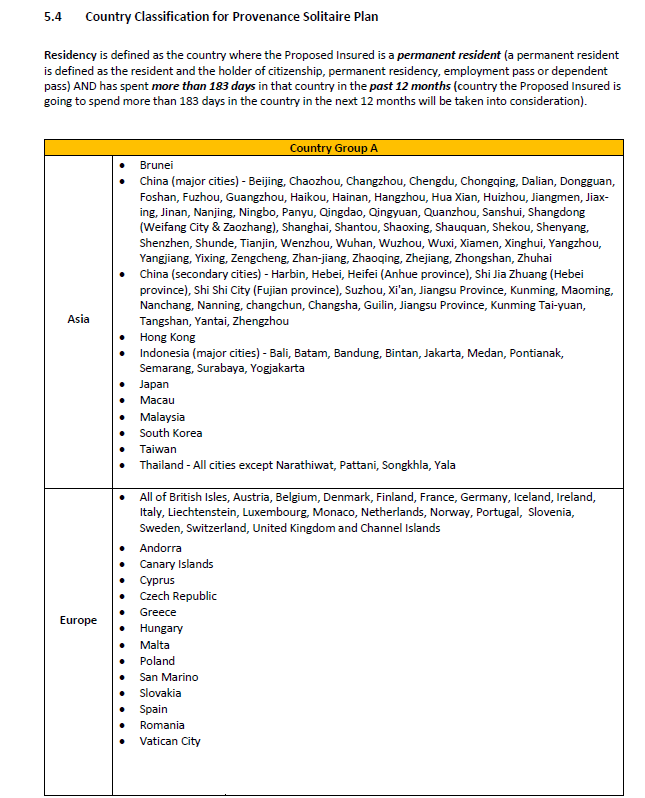 5.4 Country Classification for Provenance Solitaire Plan
Residency is defined as the country where the Proposed Insured is a permanent resident (a permanent resident
is defined as the resident and the holder of citizenship, permanent residency, employment pass or dependent
pass) AND has spent more than 183 days in that country in the past 12 months (country the Proposed Insured is
going to spend more than 183 days in the country in the next 12 months will be taken into consideration).
Country Group A
Asia
• Brunei
• China (major cities) - Beijing, Chaozhou, Changzhou, Chengdu, Chongqing, Dalian, Dongguan,
Foshan, Fuzhou, Guangzhou, Haikou, Hainan, Hangzhou, Hua Xian, Huizhou, Jiangmen, Jiax-
ing, Jinan, Nanjing, Ningbo, Panyu, Qingdao, Qingyuan, Quanzhou, Sanshui, Shangdong
(Weifang City & Zaozhang), Shanghai, Shantou, Shaoxing, Shauquan, Shekou, Shenyang,
Shenzhen, Shunde, Tianjin, Wenzhou, Wuhan, Wuzhou, Wuxi, Xiamen, Xinghui, Yangzhou,
Yangjiang, Yixing, Zengcheng, Zhan-jiang, Zhaoqing, Zhejiang, Zhongshan, Zhuhai
• China (secondary cities) - Harbin, Hebei, Heifei (Anhue province), Shi Jia Zhuang (Hebei
province), Shi Shi City (Fujian province), Suzhou, Xi'an, Jiangsu Province, Kunming, Maoming,
Nanchang, Nanning, changchun, Changsha, Guilin, Jiangsu Province, Kunming Tai-yuan,
Tangshan, Yantai, Zhengzhou
• Hong Kong
• Indonesia (major cities) - Bali, Batam, Bandung, Bintan, Jakarta, Medan, Pontianak,
Semarang, Surabaya, Yogjakarta
• Japan
• Macau
• Malaysia
• South Korea
• Taiwan
• Thailand - All cities except Narathiwat, Pattani, Songkhla, Yala
Europe
• All of British Isles, Austria, Belgium, Denmark, Finland, France, Germany, Iceland, Ireland,
Italy, Liechtenstein, Luxembourg, Monaco, Netherlands, Norway, Portugal, Slovenia,
Sweden, Switzerland, United Kingdom and Channel Islands
• Andorra
• Canary Islands
• Cyprus
• Czech Republic
• Greece
• Hungary
• Malta
• Poland
• San Marino
• Slovakia
• Spain
• Romania
• Vatican City